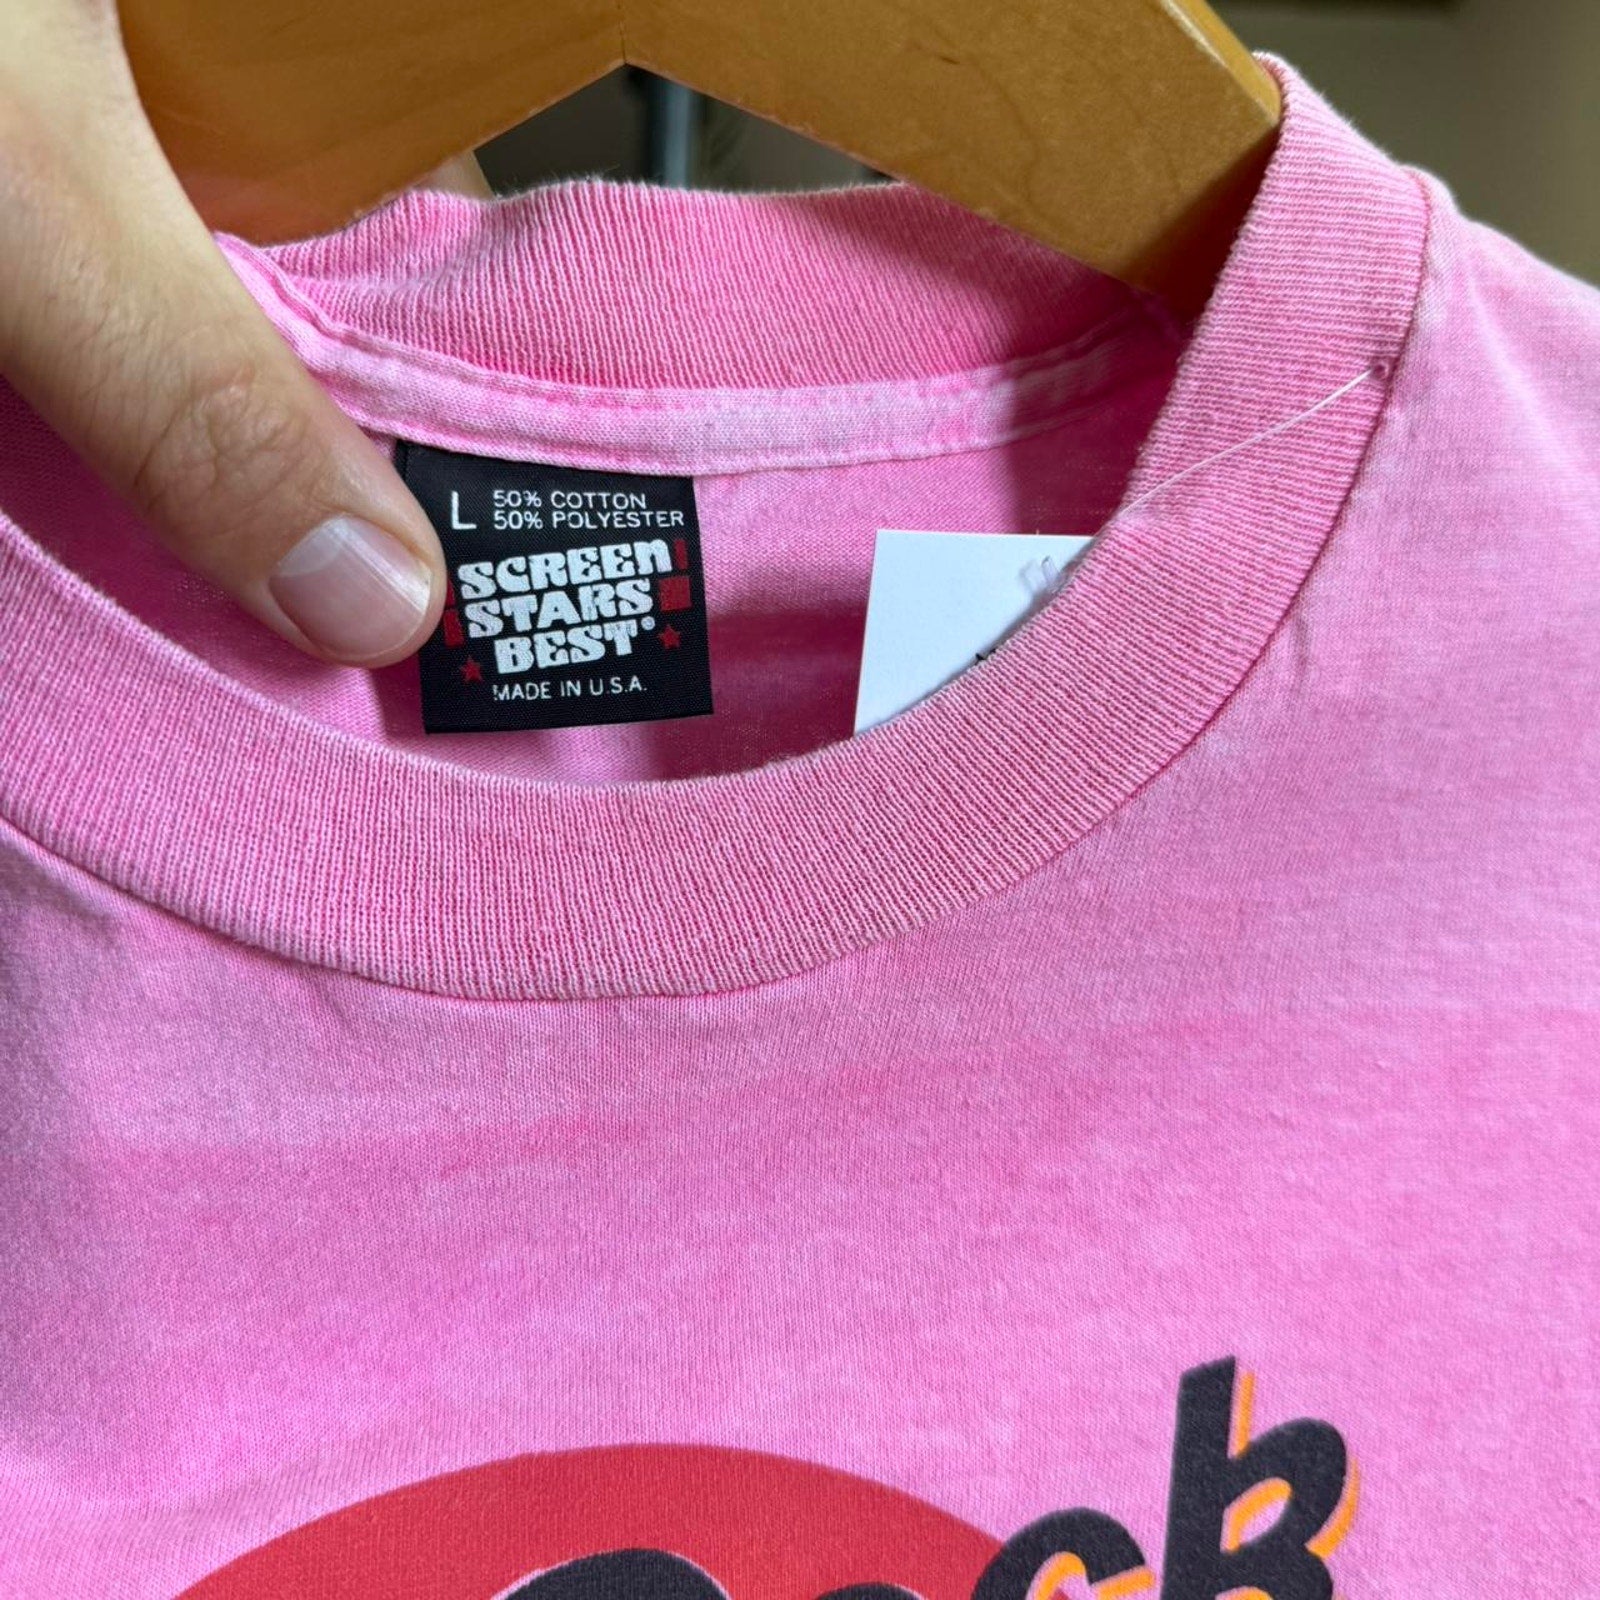 L 50% COTTON
50% POLYESTER
SCREEN
STARS
BEST®
MADE IN U.S.A.